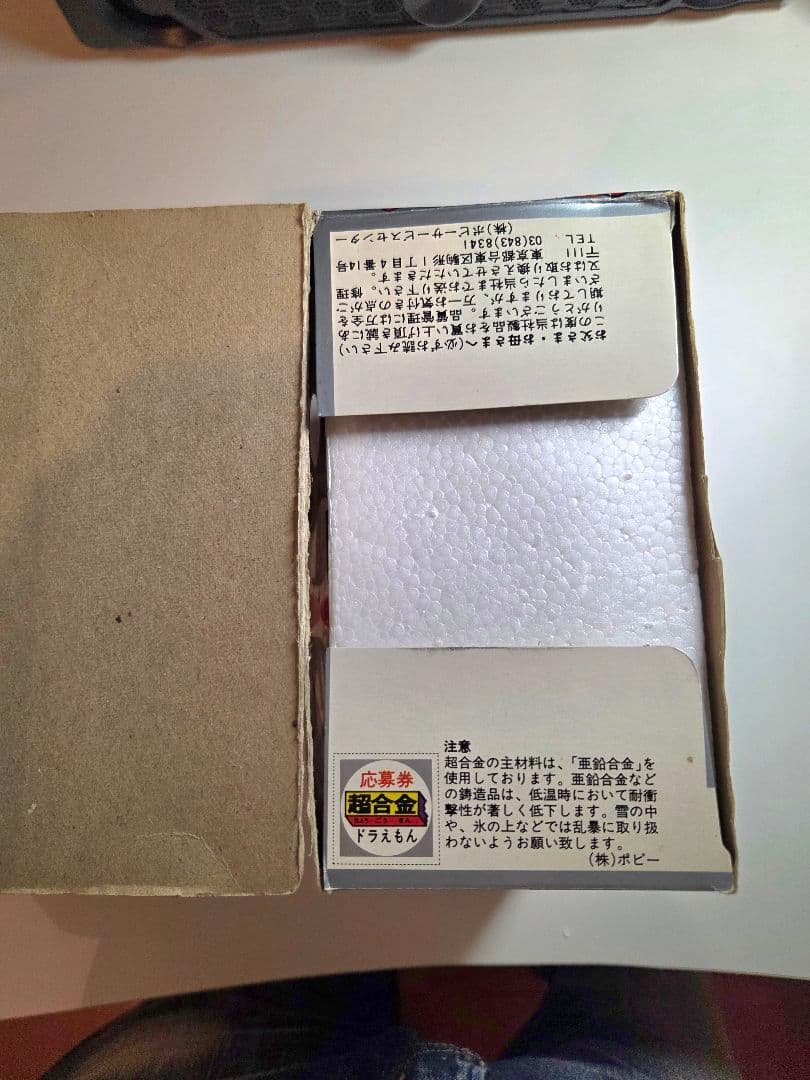 お父さま・お母さまへ(必ずお読み下さい)
この度は当社製品をお買い上げ頂き誠にあ
りがとうございます。品質管理には万全を
期しておりますが、万一お気付きの点がご
ざいましたら当社までお送り下さい。修理
又はお取り換えさせていただきます。
〒111 東京都台東区駒形1丁目4番14号
TEL 03(843)8341
(株)ポピーサービスセンター
注意
超合金の主材料は、「亜鉛合金」を
使用しております。亜鉛合金など
の鋳造品は、低温時において耐衝
撃性が著しく低下します。雪の中
や、氷の上などでは乱暴に取り扱
わないようお願い致します。
(株)ポピー
応募券
超合金
ちょう・ごう・きん
ドラえもん